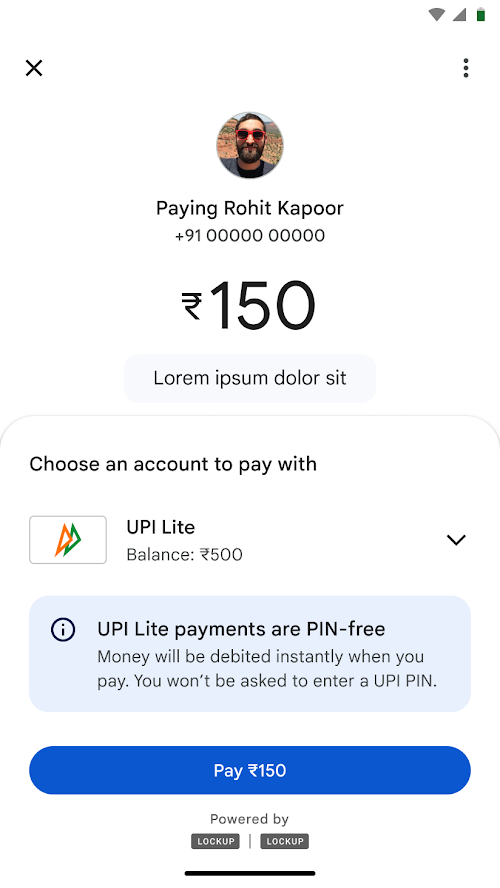 Paying Rohit Kapoor
+91 00000 00000
₹150
Lorem ipsum dolor sit
Choose an account to pay with
UPI Lite
Balance: ₹500
UPI Lite payments are PIN-free
Money will be debited instantly when you
pay. You won’t be asked to enter a UPI PIN.
Pay ₹150
Powered by
LOCKUP | LOCKUP